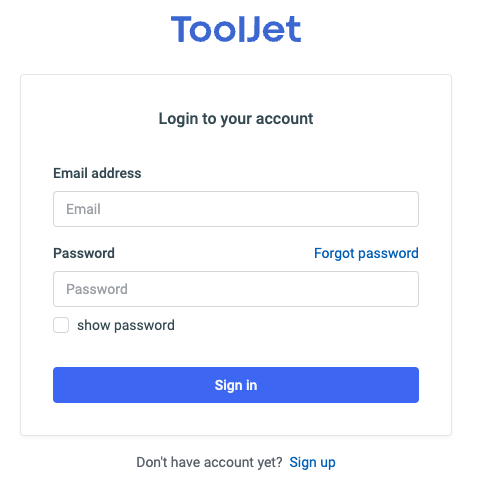 ToolJet
Login to your account
Email address
Email
Password Forgot password
Password
show password
Sign in
Don't have account yet? Sign up